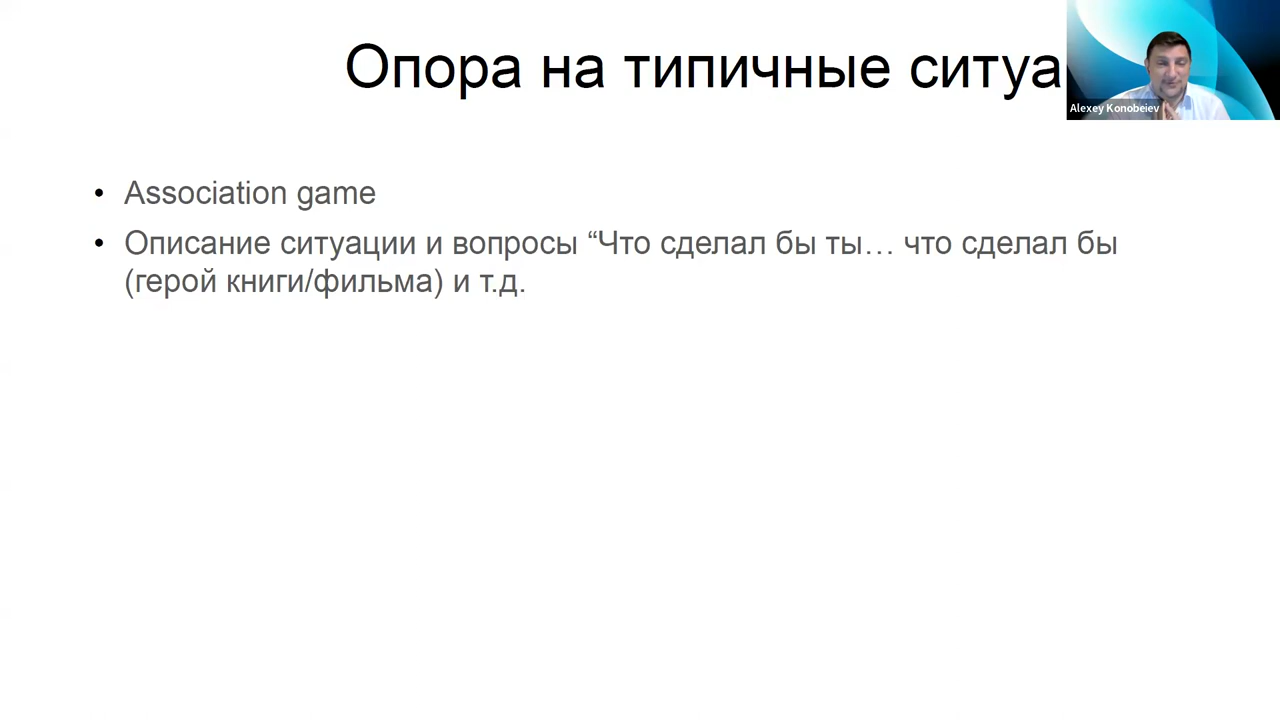 Опора на типичные ситуа
Alexey Konobeiev
• Association game
• Описание ситуации и вопросы “Что сделал бы ты… что сделал бы
(герой книги/фильма) и т.д.